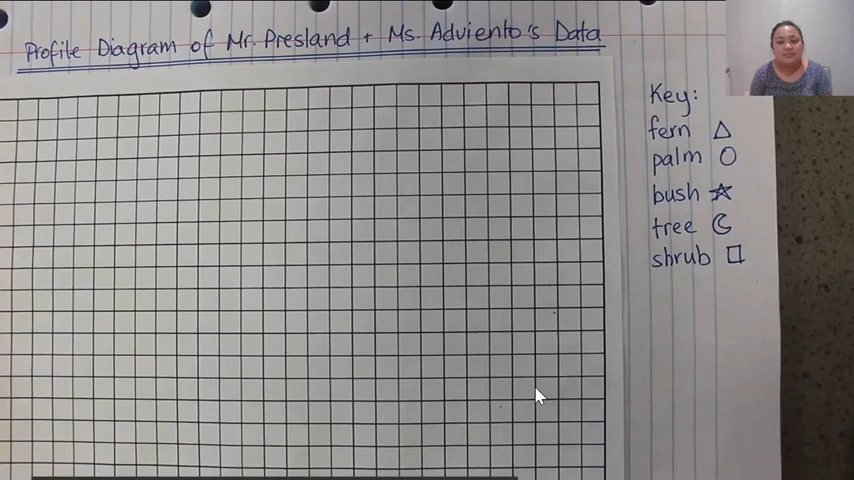 Profile Diagram of Mr. Presland + Ms. Adviento's Data
Key:
fern
palm
bush
tree
shrub